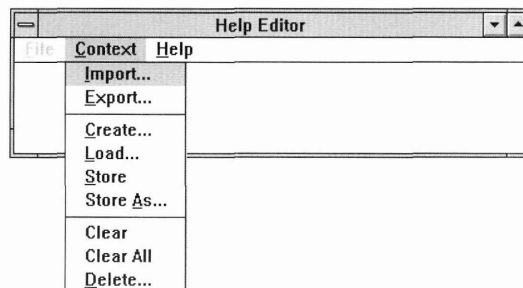 Help Editor
File Context Help
Import...
Export...
Create...
Load...
Store
Store As...
Clear
Clear All
Delete...